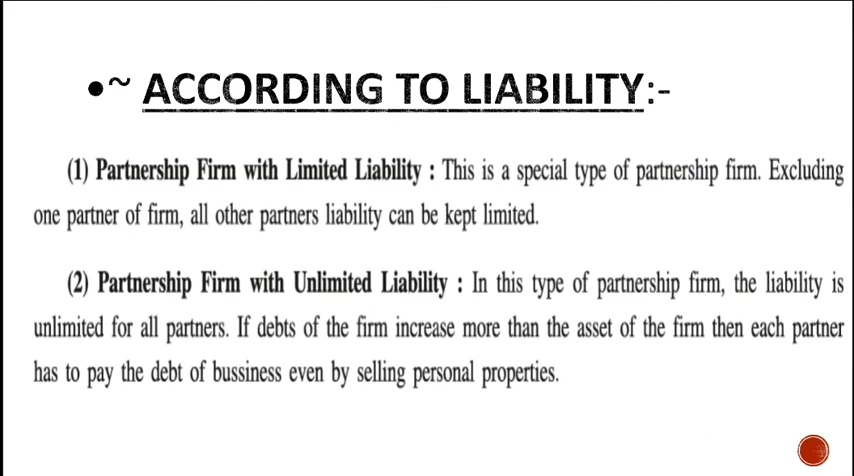 •~ ACCORDING TO LIABILITY:-
(1) Partnership Firm with Limited Liability : This is a special type of partnership firm. Excluding
one partner of firm, all other partners liability can be kept limited.
(2) Partnership Firm with Unlimited Liability : In this type of partnership firm, the liability is
unlimited for all partners. If debts of the firm increase more than the asset of the firm then each partner
has to pay the debt of bussiness even by selling personal properties.